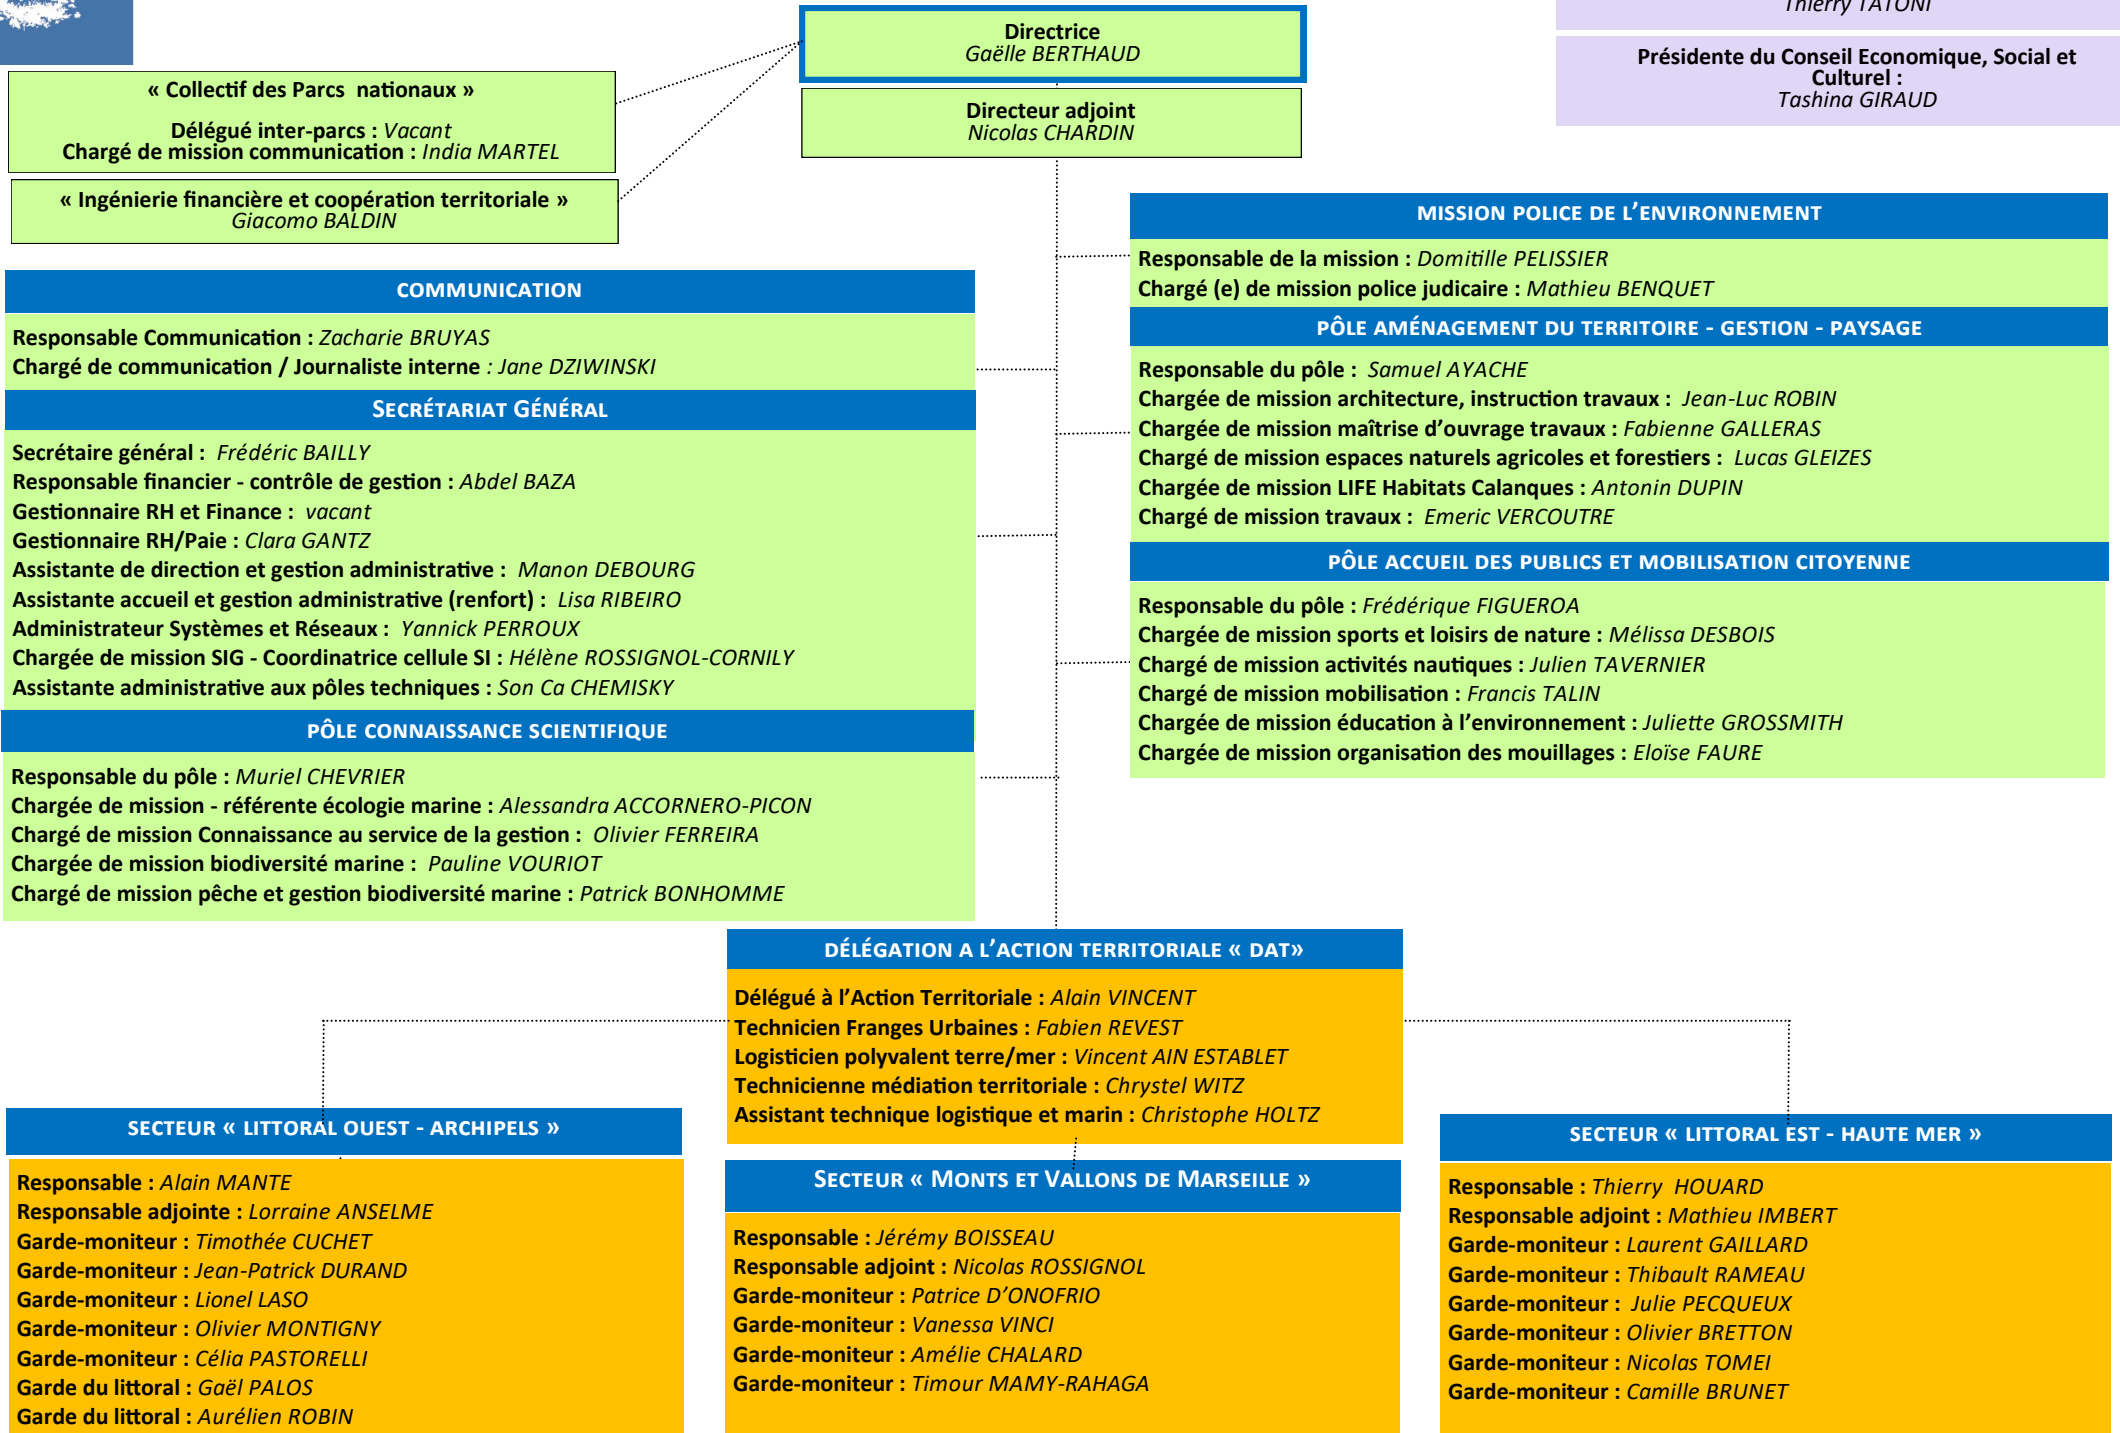 Thierry TATONI
Présidente du Conseil Economique, Social et
Culturel :
Tashina GIRAUD
Directrice
Gaëlle BERTHAUD
Directeur adjoint
Nicolas CHARDIN
« Collectif des Parcs nationaux »
Délégué inter-parcs : Vacant
Chargé de mission communication : India MARTEL
« Ingénierie financière et coopération territoriale »
Giacomo BALDIN
COMMUNICATION
Responsable Communication : Zacharie BRUYAS
Chargé de communication / Journaliste interne : Jane DZIWINSKI
SECRÉTARIAT GÉNÉRAL
Secrétaire général : Frédéric BAILLY
Responsable financier - contrôle de gestion : Abdel BAZA
Gestionnaire RH et Finance : vacant
Gestionnaire RH/Paie : Clara GANTZ
Assistante de direction et gestion administrative : Manon DEBOURG
Assistante accueil et gestion administrative (renfort) : Lisa RIBEIRO
Administrateur Systèmes et Réseaux : Yannick PERROUX
Chargée de mission SIG - Coordinatrice cellule SI : Hélène ROSSIGNOL-CORNILY
Assistante administrative aux pôles techniques : Son Ca CHEMISKY
PÔLE CONNAISSANCE SCIENTIFIQUE
Responsable du pôle : Muriel CHEVRIER
Chargée de mission - référente écologie marine : Alessandra ACCORNERO-PICON
Chargé de mission Connaissance au service de la gestion : Olivier FERREIRA
Chargée de mission biodiversité marine : Pauline VOURIOT
Chargé de mission pêche et gestion biodiversité marine : Patrick BONHOMME
MISSION POLICE DE L'ENVIRONNEMENT
Responsable de la mission : Domitille PELISSIER
Chargé (e) de mission police judicaire : Mathieu BENQUET
PÔLE AMÉNAGEMENT DU TERRITOIRE - GESTION - PAYSAGE
Responsable du pôle : Samuel AYACHE
Chargée de mission architecture, instruction travaux : Jean-Luc ROBIN
Chargée de mission maîtrise d'ouvrage travaux : Fabienne GALLERAS
Chargé de mission espaces naturels agricoles et forestiers : Lucas GLEIZES
Chargée de mission LIFE Habitats Calanques : Antonin DUPIN
Chargé de mission travaux : Emeric VERCOUTRE
PÔLE ACCUEIL DES PUBLICS ET MOBILISATION CITOYENNE
Responsable du pôle : Frédérique FIGUEROA
Chargée de mission sports et loisirs de nature : Mélissa DESBOIS
Chargé de mission activités nautiques : Julien TAVERNIER
Chargé de mission mobilisation : Francis TALIN
Chargée de mission éducation à l'environnement : Juliette GROSSMITH
Chargée de mission organisation des mouillages : Eloïse FAURE
DÉLÉGATION A L'ACTION TERRITORIALE « DAT»
Délégué à l'Action Territoriale : Alain VINCENT
Technicien Franges Urbaines : Fabien REVEST
Logisticien polyvalent terre/mer : Vincent AIN ESTABLET
Technicienne médiation territoriale : Chrystel WITZ
Assistant technique logistique et marin : Christophe HOLTZ
SECTEUR « LITTORAL OUEST - ARCHIPELS »
Responsable : Alain MANTE
Responsable adjointe : Lorraine ANSELME
Garde-moniteur : Timothée CUCHET
Garde-moniteur : Jean-Patrick DURAND
Garde-moniteur : Lionel LASO
Garde-moniteur : Olivier MONTIGNY
Garde-moniteur : Célia PASTORELLI
Garde du littoral : Gaël PALOS
Garde du littoral : Aurélien ROBIN
SECTEUR « MONTS ET VALLONS DE MARSEILLE »
Responsable : Jérémy BOISSEAU
Responsable adjoint : Nicolas ROSSIGNOL
Garde-moniteur : Patrice D'ONOFRIO
Garde-moniteur : Vanessa VINCI
Garde-moniteur : Amélie CHALARD
Garde-moniteur : Timour MAMY-RAHAGA
SECTEUR « LITTORAL EST - HAUTE MER »
Responsable : Thierry HOUARD
Responsable adjoint : Mathieu IMBERT
Garde-moniteur : Laurent GAILLARD
Garde-moniteur : Thibault RAMEAU
Garde-moniteur : Julie PECQUEUX
Garde-moniteur : Olivier BRETTON
Garde-moniteur : Nicolas TOMEI
Garde-moniteur : Camille BRUNET